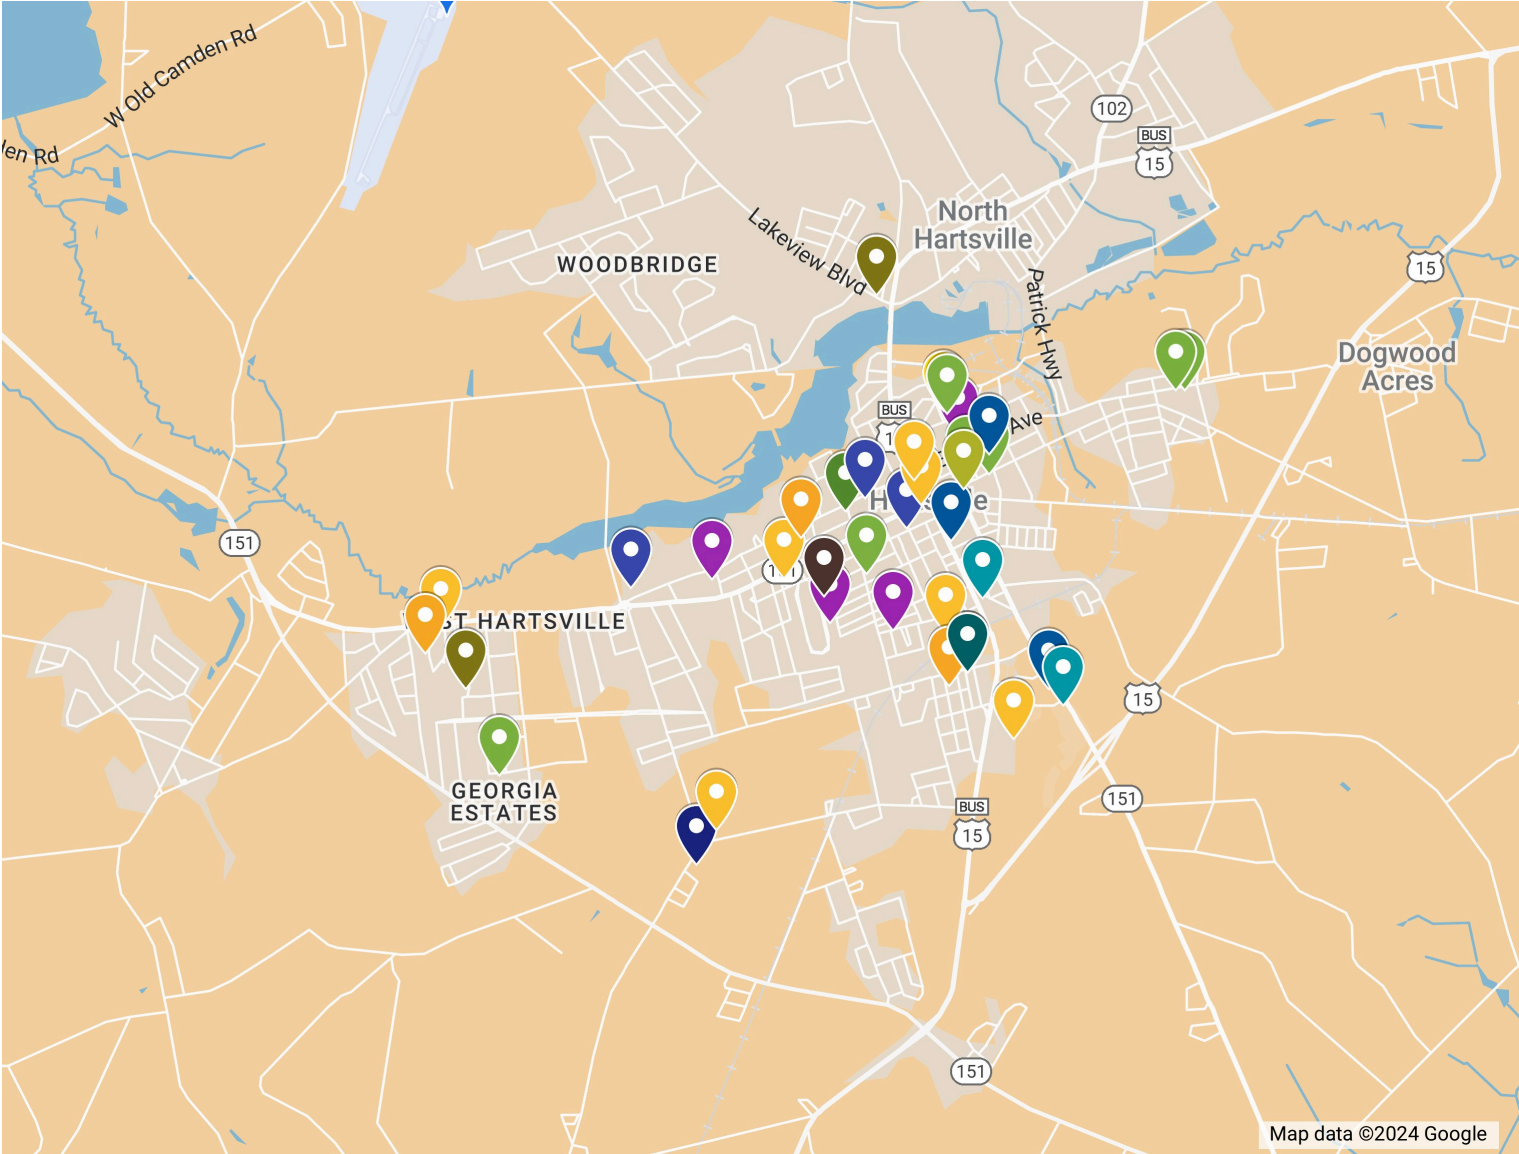 W Old Camden Rd
102
BUS
15
len Rd
North
Hartsville
Lakeview Blvd
WOODBRIDGE
15
Patrick Hwy
Dogwood
Acres
BUS
Ave
151
HARTSVILLE
15
GEORGIA
ESTATES
151
BUS
15
151
Map data ©2024 Google